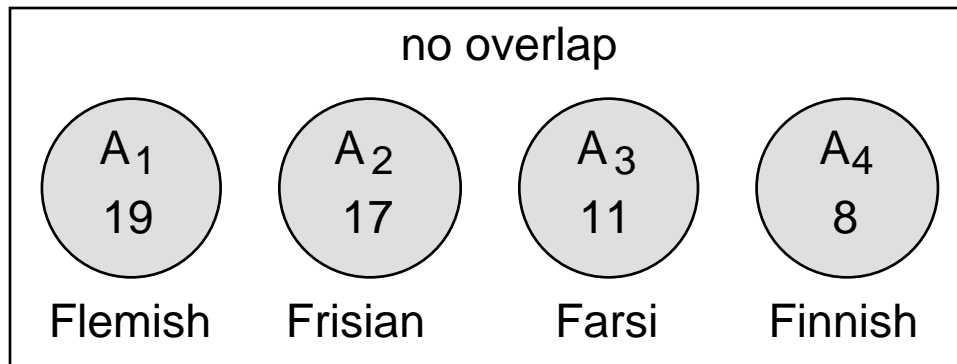 no overlap
A1 A2 A3 A4
19 17 11 8
Flemish Frisian Farsi Finnish